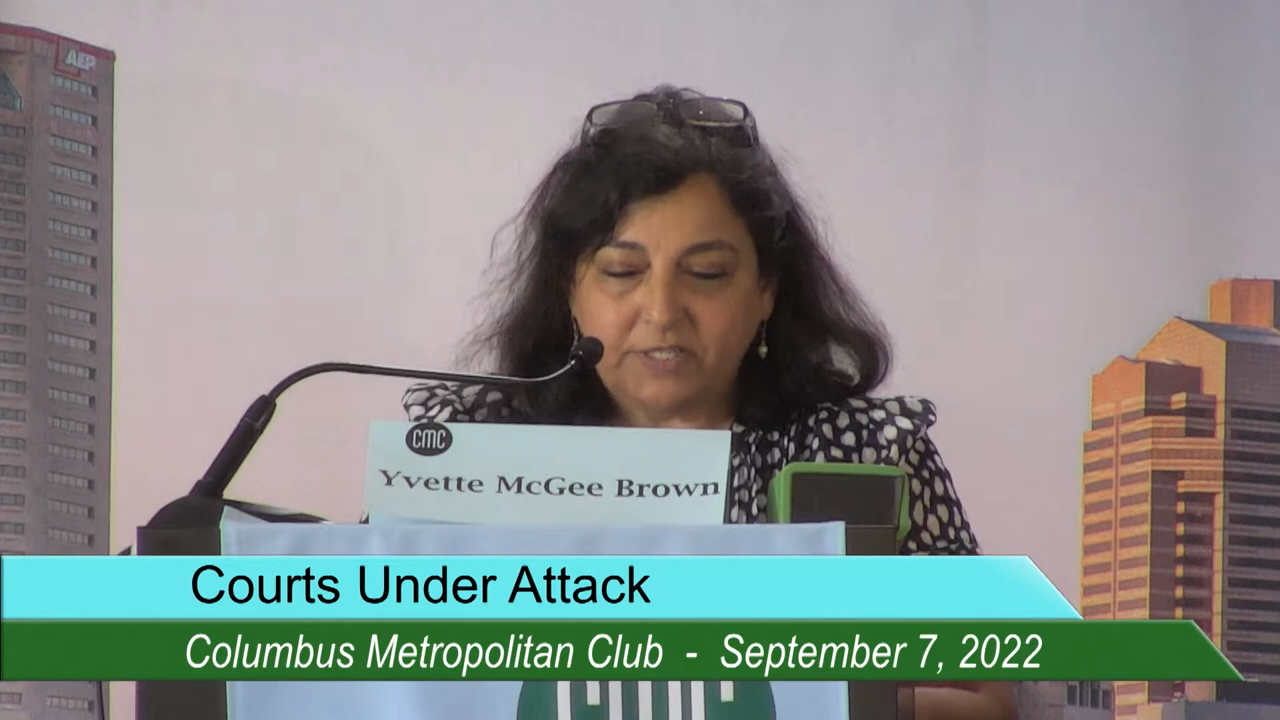 AEP
CMC
Yvette McGee Brown
Courts Under Attack
Columbus Metropolitan Club - September 7, 2022